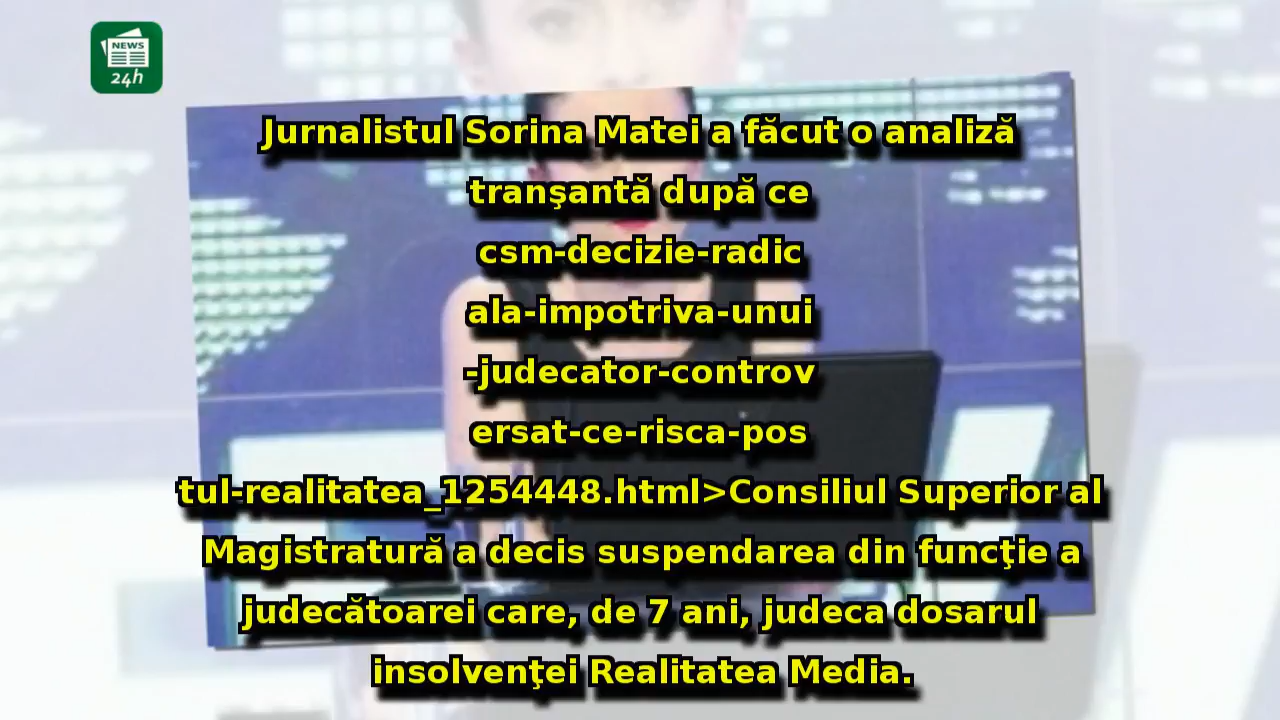 NEWS
24h
Jurnalistul Sorina Matei a făcut o analiză
tranşantă după ce
csm-decizie-radic
ala-impotriva-unui
-judecator-controv
ersat-ce-risca-pos
tul-realitatea_1254448.html>Consiliul Superior al
Magistratură a decis suspendarea din funcţie a
judecătoarei care, de 7 ani, judeca dosarul
insolvenţei Realitatea Media.